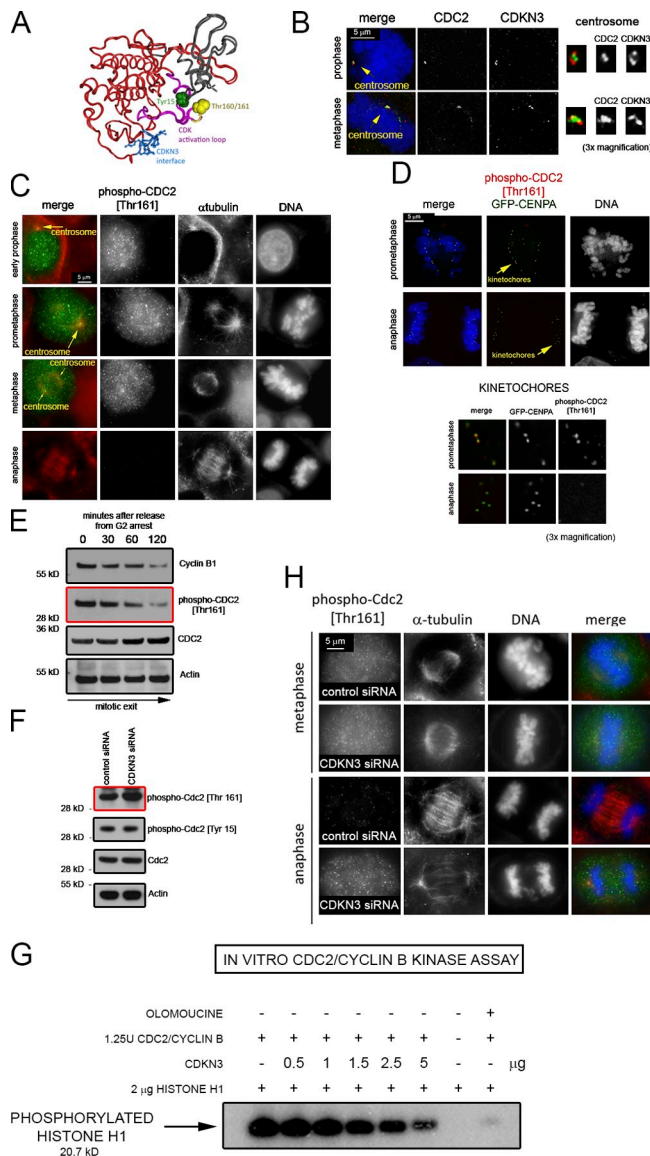 A
Tyr15
Thr160/161
CDK
activation loop
CDKN3
interface
B
merge
CDC2
CDKN3
centrosome
CDC2 CDKN3
5 µm
prophase
centrosome
metaphase
centrosome
(3x magnification)
C
merge
phospho-CDC2
[Thr161]
αtubulin
DNA
early prophase
centrosome
5 µm
prometaphase
centrosome
metaphase
centrosome
centrosome
anaphase
D
phospho-CDC2
[Thr161]
merge
GFP-CENPA
DNA
5 µm
prometaphase
kinetochores
anaphase
kinetochores
KINETOCHORES
merge
GFP-CENPA
phospho-CDC2
[Thr161]
prometaphase
anaphase
(3x magnification)
E
minutes after release
from G2 arrest
0 30 60 120
Cyclin B1
55 kD
phospho-CDC2
[Thr161]
28 kD
36 kD
CDC2
55 kD
Actin
mitotic exit
F
control siRNA
CDKN3 siRNA
phospho-Cdc2 [Thr 161]
28 kD
phospho-Cdc2 [Tyr 15]
28 kD
Cdc2
28 kD
55 kD
Actin
H
phospho-Cdc2
[Thr161]
α-tubulin
DNA
merge
5 µm
metaphase
control siRNA
CDKN3 siRNA
anaphase
control siRNA
CDKN3 siRNA
G
IN VITRO CDC2/CYCLIN B KINASE ASSAY
OLOMOUCINE - - - - - - - +
1.25U CDC2/CYCLIN B + + + + + + - +
CDKN3 - 0.5 1 1.5 2.5 5 - - µg
2 µg HISTONE H1 + + + + + + + +
PHOSPHORYLATED
HISTONE H1
20.7 kD